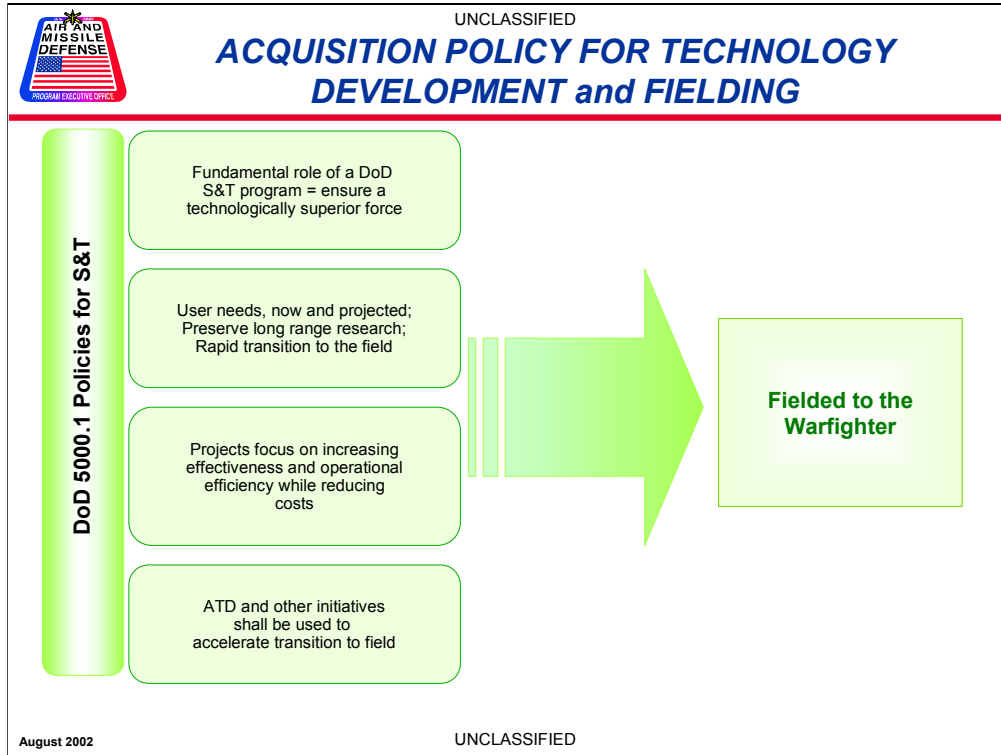 UNCLASSIFIED
AIR AND
MISSILE
DEFENSE
PROGRAM EXECUTIVE OFFICE
ACQUISITION POLICY FOR TECHNOLOGY
DEVELOPMENT and FIELDING
DoD 5000.1 Policies for S&T
Fundamental role of a DoD
S&T program = ensure a
technologically superior force
User needs, now and projected;
Preserve long range research;
Rapid transition to the field
Projects focus on increasing
effectiveness and operational
efficiency while reducing
costs
ATD and other initiatives
shall be used to
accelerate transition to field
Fielded to the
Warfighter
August 2002
UNCLASSIFIED